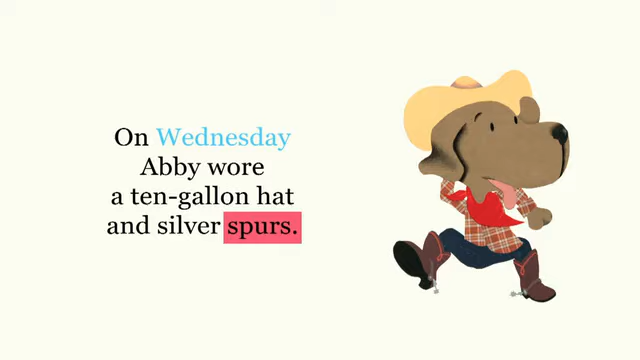 On Wednesday
Abby wore
a ten-gallon hat
and silver spurs.